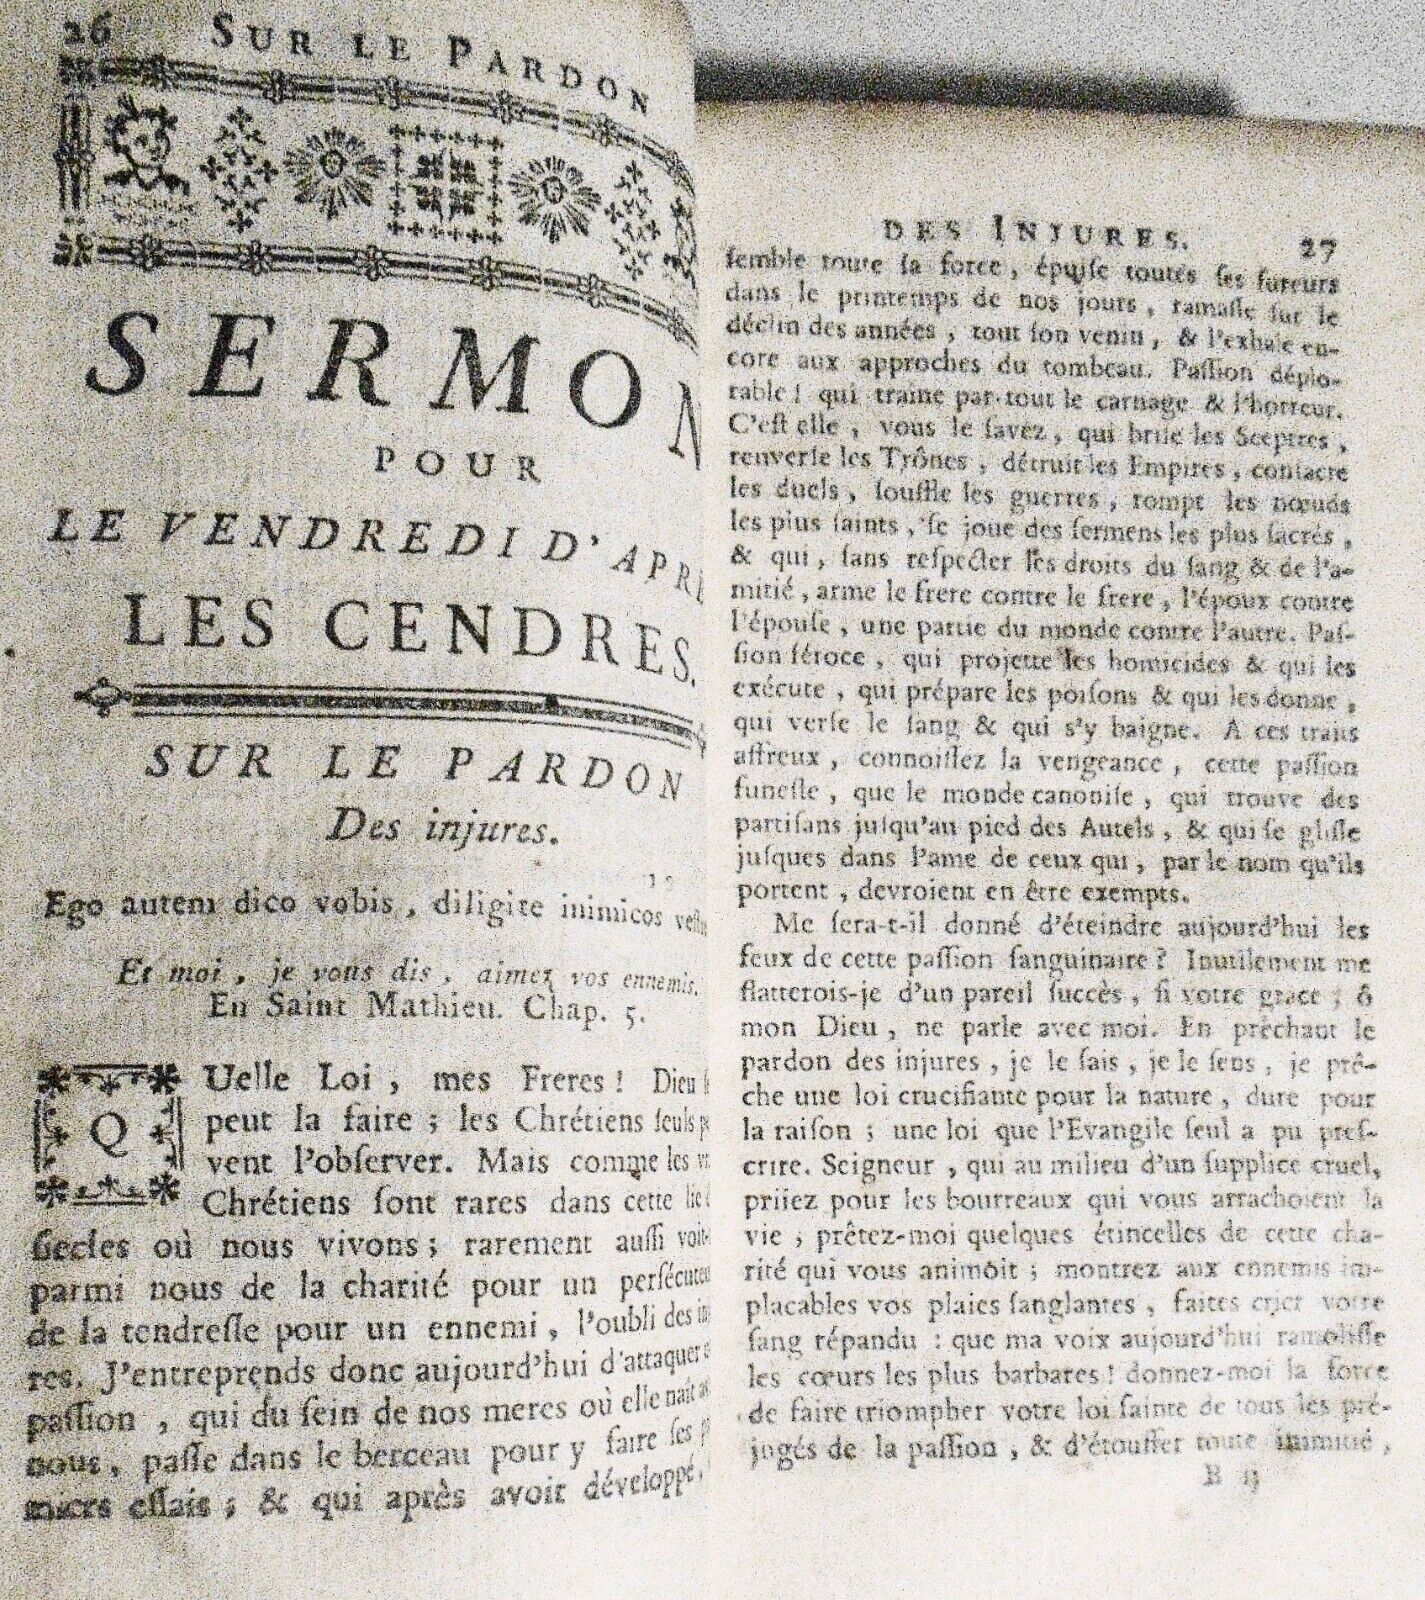 26 SUR LE PARDON
SERMON
POUR
LE VENDREDI D'APRÈ
LES CENDRES.
SUR LE PARDON
Des injures.
Ego autem dico vobis, diligite inimicos
Et moi, je vous dis, aimez vos ennemis.
En Saint Mathieu. Chap. 5.
QUelle Loi, mes Freres! Dieu
peut la faire; les Chrétiens ſeuls
vent l'obſerver. Mais comme les
Chrétiens ſont rares dans cette lie
ſiecles où nous vivons; rarement auſſi
parmi nous de la charité pour un perſécuteu
de la tendreſſe pour un ennemi, l'oubli des
res. J'entreprends donc aujourd'hui d'attaquer
paſſion, qui du ſein de nos meres où elle naît
nous, paſſe dans le berceau pour y faire ſes
miers eſſais; & qui après avoir développé,
DES INJURES. 27
ſemble toute ſa force, épuiſe toutes ſes fureurs
dans le printemps de nos jours, ramaſſe ſur le
déclin des années, tout ſon venin, & l'exhale en-
core aux approches du tombeau. Paſſion déplo-
rable! qui traîne par-tout le carnage & l'horreur.
C'eſt elle, vous le ſavez, qui briſe les Sceptres,
renverſe les Trônes, détruit les Empires, conſacre
les duels, ſouffle les guerres, rompt les nœuds
les plus ſaints, ſe joue des ſermens les plus ſacrés,
& qui, ſans reſpecter les droits du ſang & de l'a-
mitié, arme le frere contre le frere, l'époux contre
l'épouſe, une partie du monde contre l'autre. Paſ-
ſion féroce, qui projette les homicides & qui les
exécute, qui prépare les poiſons & qui les donne,
qui verſe le ſang & qui s'y baigne. A ces traits
affreux, connoiſſez la vengeance, cette paſſion
funeſte, que le monde canoniſe, qui trouve des
partiſans juſqu'au pied des Autels, & qui ſe gliſſe
juſques dans l'ame de ceux qui, par le nom qu'ils
portent, devroient en être exempts.
Me ſera-t-il donné d'éteindre aujourd'hui les
feux de cette paſſion ſanguinaire? Inutilement me
flatterois-je d'un pareil ſuccès, ſi votre grace, ô
mon Dieu, ne parle avec moi. En prêchant le
pardon des injures, je le ſais, je le ſens, je prê-
che une loi crucifiante pour la nature, dure pour
la raiſon; une loi que l'Evangile ſeul a pu preſ-
crire. Seigneur, qui au milieu d'un ſupplice cruel,
priiez pour les bourreaux qui vous arrachoient la
vie, prêtez-moi quelques étincelles de cette cha-
rité qui vous animoit; montrez aux ennemis im-
placables vos plaies ſanglantes, faites crier votre
ſang répandu: que ma voix aujourd'hui ramoliſſe
les cœurs les plus barbares! donnez-moi la force
de faire triompher votre loi ſainte de tous les pré-
jugés de la paſſion, & d'étouffer toute inimitié,
B ij